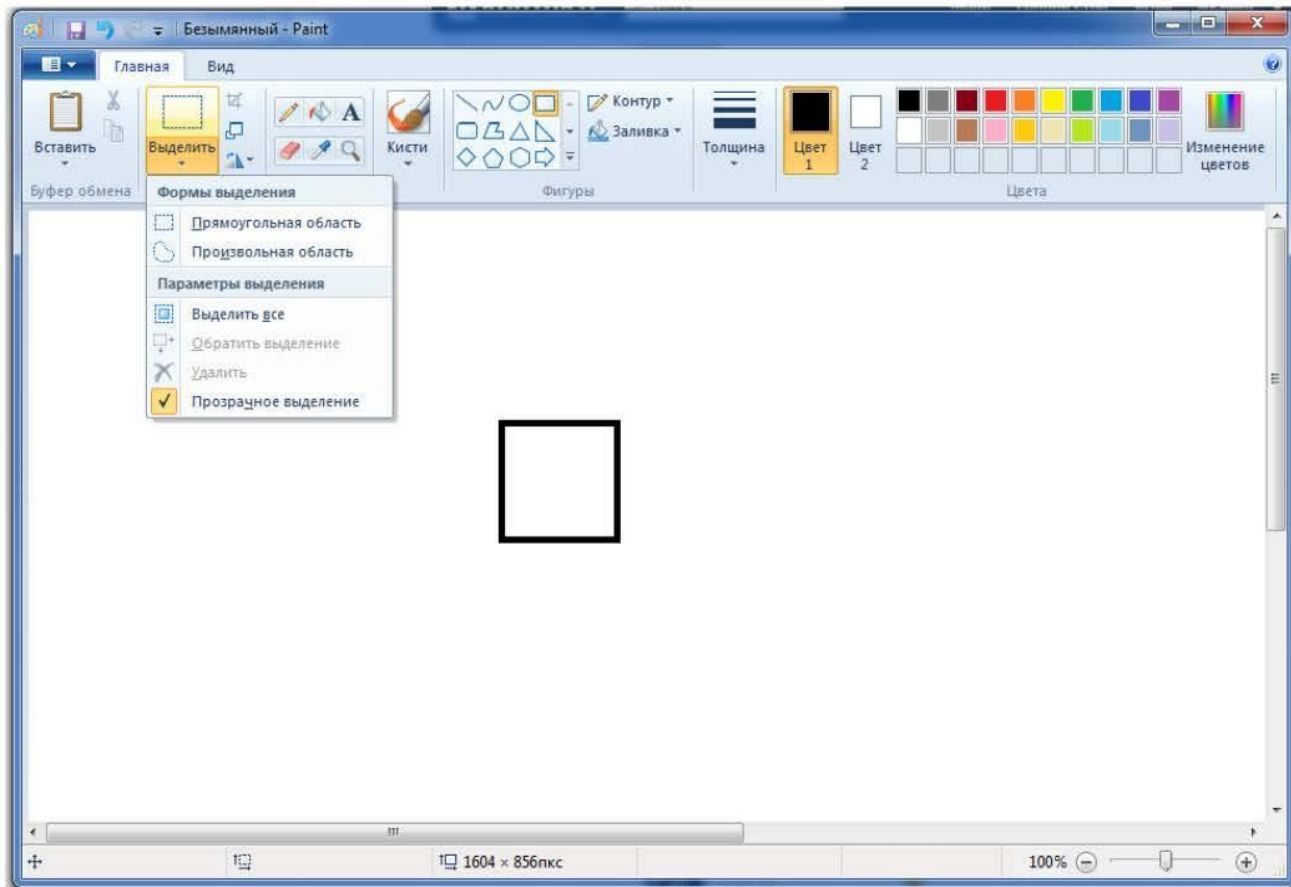 Безымянный - Paint
Главная Вид
Вставить
Выделить
A
Кисти
Контур
Заливка
Толщина
Цвет 1
Цвет 2
Изменение цветов
Буфер обмена
Фигуры
Цвета
Формы выделения
Прямоугольная область
Произвольная область
Параметры выделения
Выделить все
Обратить выделение
Удалить
Прозрачное выделение
1604 × 856пкс
100%